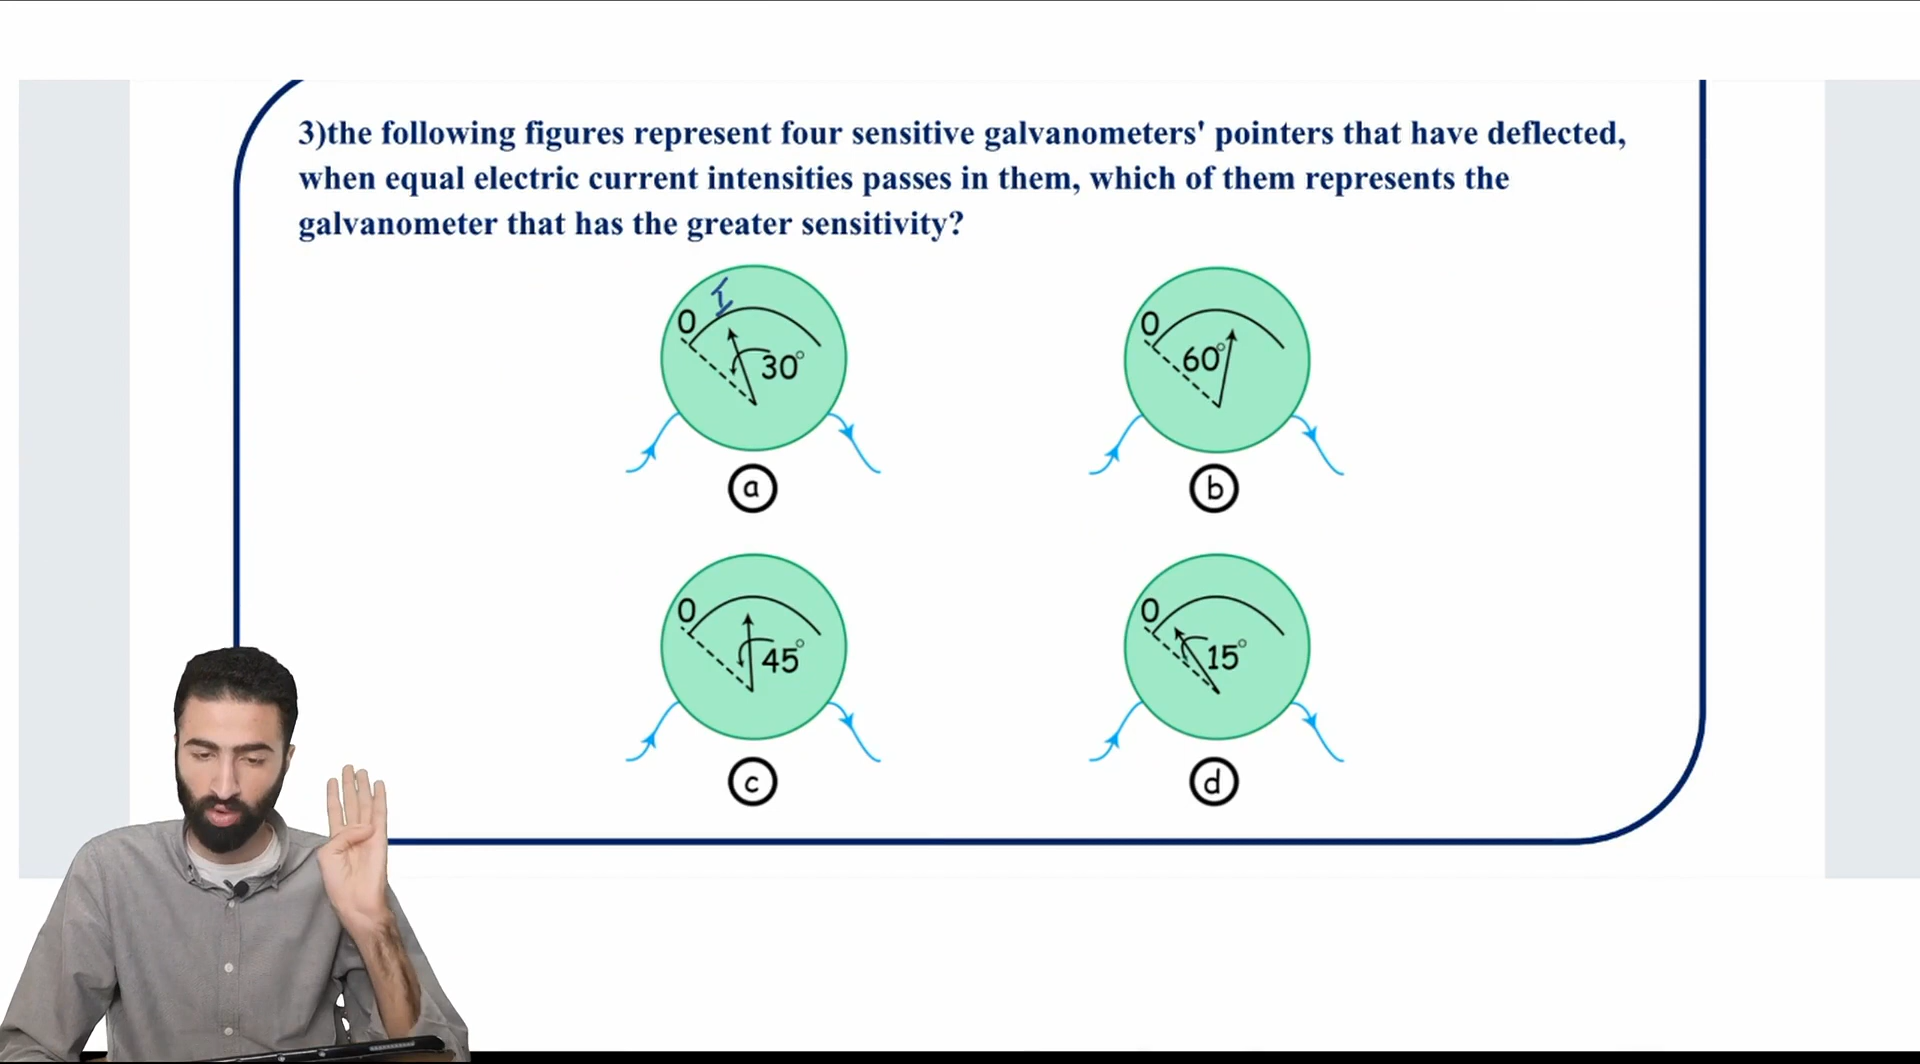 3)the following figures represent four sensitive galvanometers' pointers that have deflected,
when equal electric current intensities passes in them, which of them represents the
galvanometer that has the greater sensitivity?
I
0
30°
a
0
60°
b
0
45°
c
0
15°
d